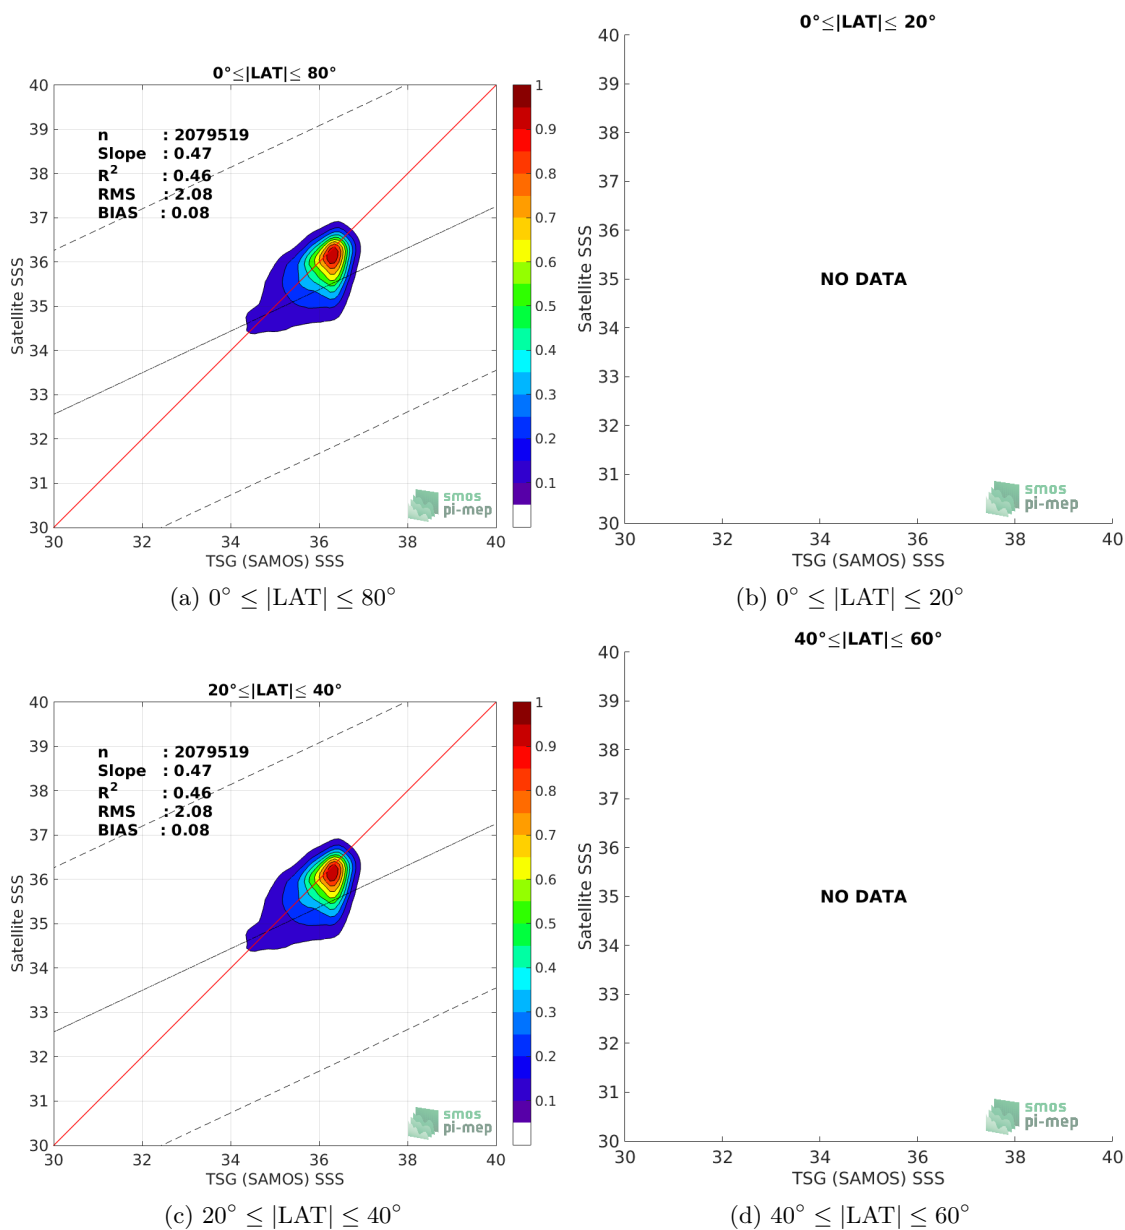 0°≤|LAT|≤ 80°
40
39
38
37
36
35
34
33
32
31
30
Satellite SSS
n : 2079519
Slope : 0.47
R² : 0.46
RMS : 2.08
BIAS : 0.08
smos
pi-mep
30 32 34 36 38 40
TSG (SAMOS) SSS
1
0.9
0.8
0.7
0.6
0.5
0.4
0.3
0.2
0.1
(a) 0° ≤ |LAT| ≤ 80°
0°≤|LAT|≤ 20°
40
39
38
37
36
35
34
33
32
31
30
Satellite SSS
NO DATA
smos
pi-mep
30 32 34 36 38 40
TSG (SAMOS) SSS
(b) 0° ≤ |LAT| ≤ 20°
20°≤|LAT|≤ 40°
40
39
38
37
36
35
34
33
32
31
30
Satellite SSS
n : 2079519
Slope : 0.47
R² : 0.46
RMS : 2.08
BIAS : 0.08
smos
pi-mep
30 32 34 36 38 40
TSG (SAMOS) SSS
1
0.9
0.8
0.7
0.6
0.5
0.4
0.3
0.2
0.1
(c) 20° ≤ |LAT| ≤ 40°
40°≤|LAT|≤ 60°
40
39
38
37
36
35
34
33
32
31
30
Satellite SSS
NO DATA
smos
pi-mep
30 32 34 36 38 40
TSG (SAMOS) SSS
(d) 40° ≤ |LAT| ≤ 60°